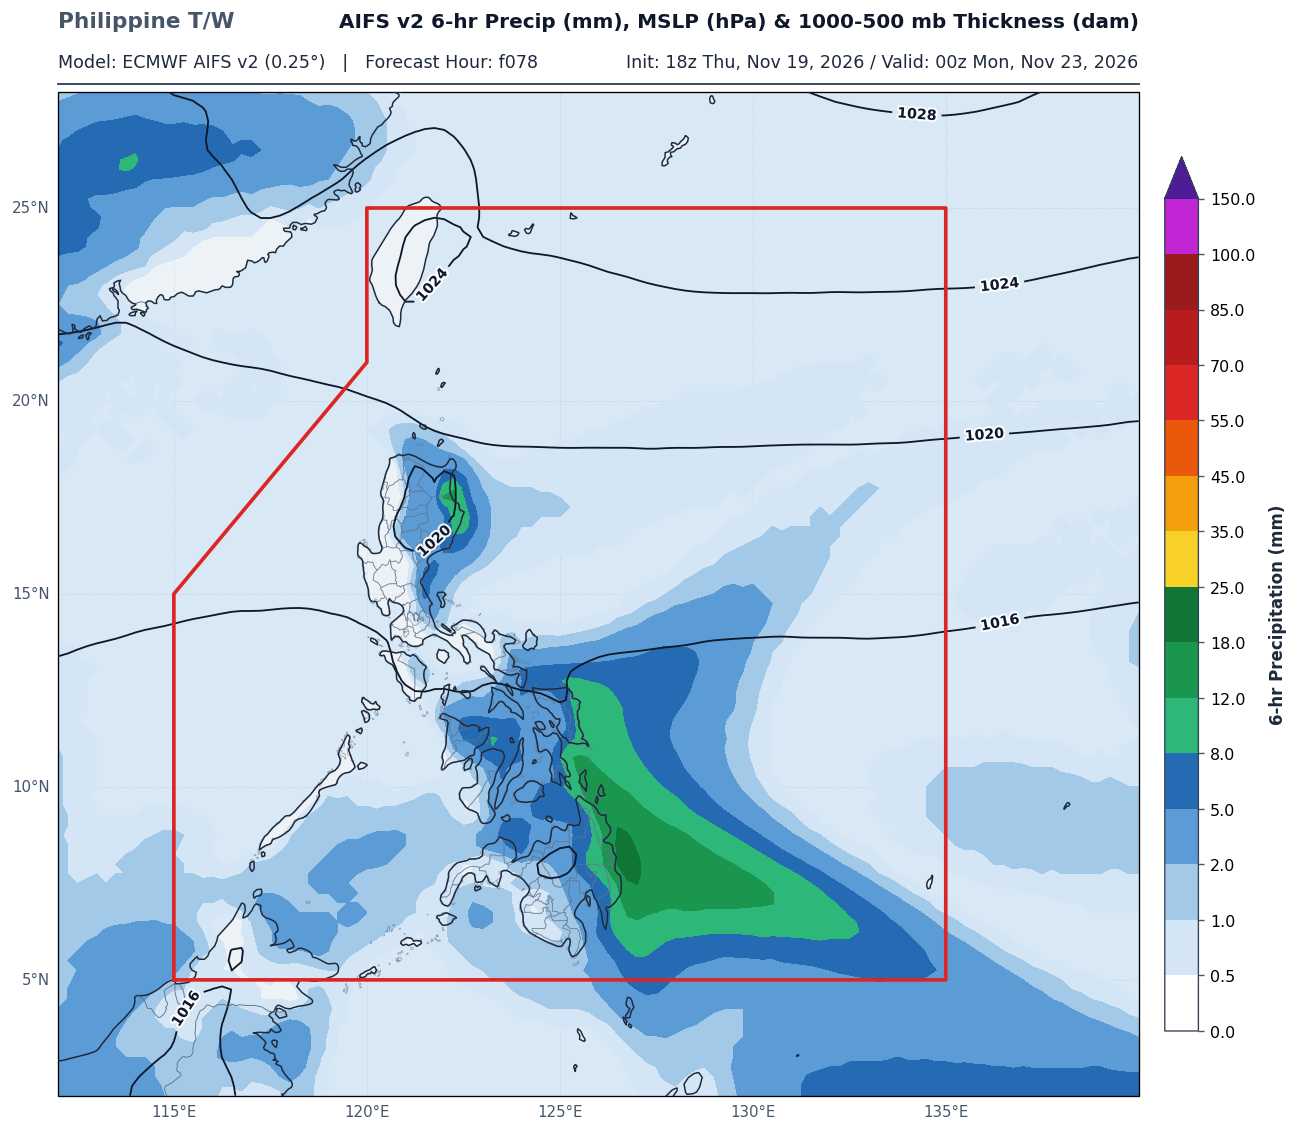 Philippine T/W
AIFS v2 6-hr Precip (mm), MSLP (hPa) & 1000-500 mb Thickness (dam)
Model: ECMWF AIFS v2 (0.25°) | Forecast Hour: f078
Init: 18z Thu, Nov 19, 2026 / Valid: 00z Mon, Nov 23, 2026
1028
25°N
1024
1024
20°N
1020
1020
15°N
1016
10°N
5°N
1016
115°E
120°E
125°E
130°E
135°E
150.0
100.0
85.0
70.0
55.0
45.0
35.0
25.0
18.0
12.0
8.0
5.0
2.0
1.0
0.5
0.0
6-hr Precipitation (mm)